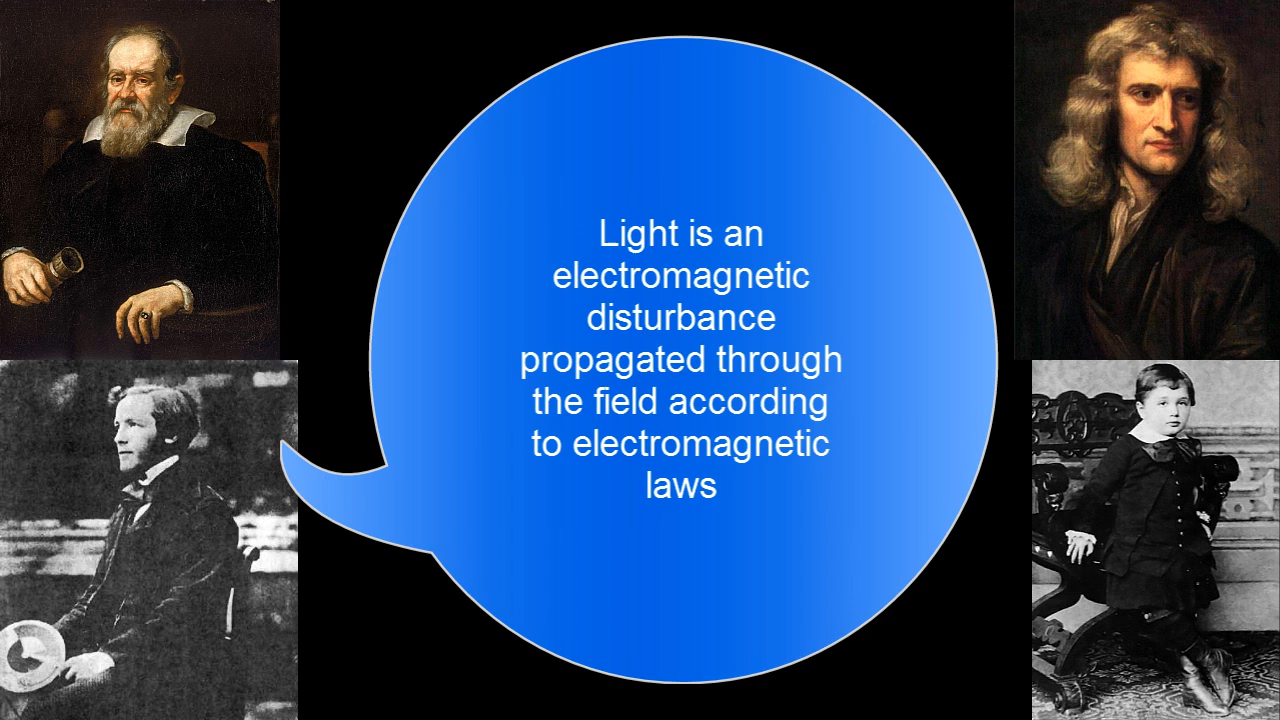 Light is an
electromagnetic
disturbance
propagated through
the field according
to electromagnetic
laws